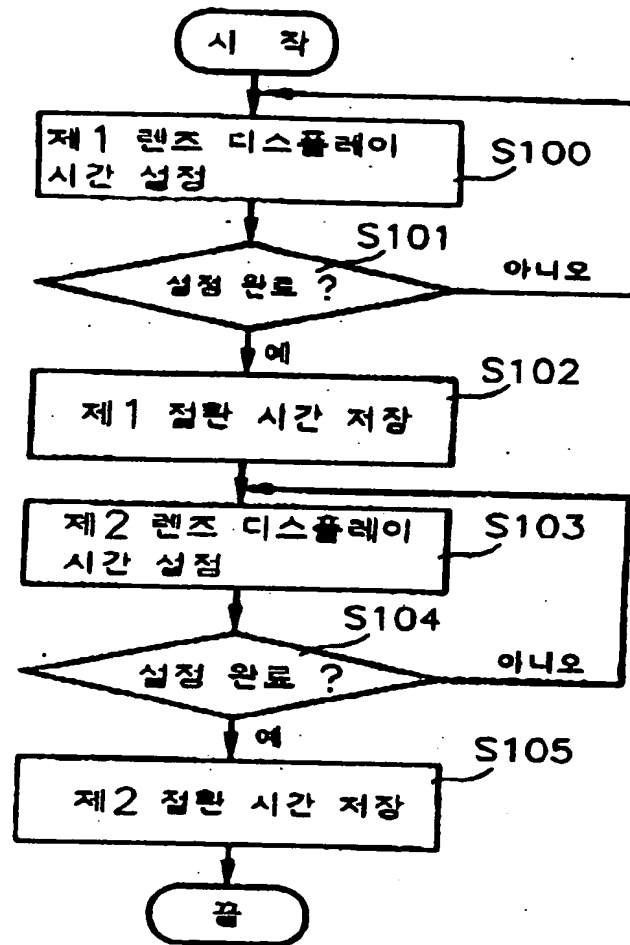 시 작
제1 렌즈 디스플레이
시간 설정
S100
S101
설정 완료 ?
아니오
예
S102
제1 절환 시간 저장
제2 렌즈 디스플레이
시간 설정
S103
S104
설정 완료 ?
아니오
예
S105
제2 절환 시간 저장
끝